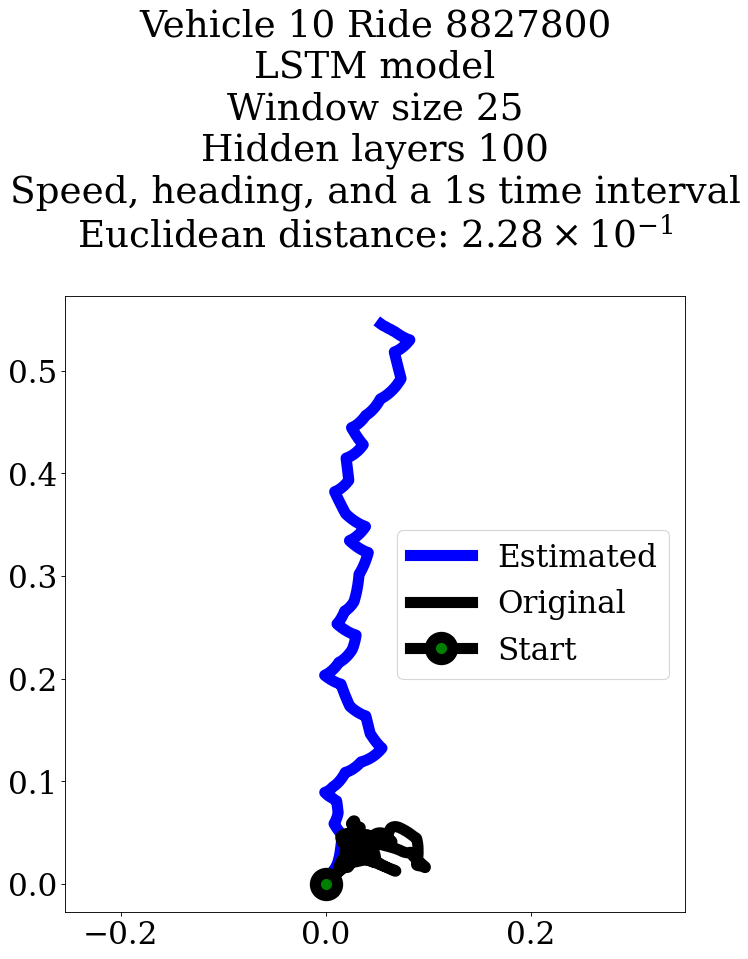 Vehicle 10 Ride 8827800
LSTM model
Window size 25
Hidden layers 100
Speed, heading, and a 1s time interval
Euclidean distance: 2.28 × 10⁻¹
0.5
0.4
0.3
0.2
0.1
0.0
Estimated
Original
Start
−0.2
0.0
0.2